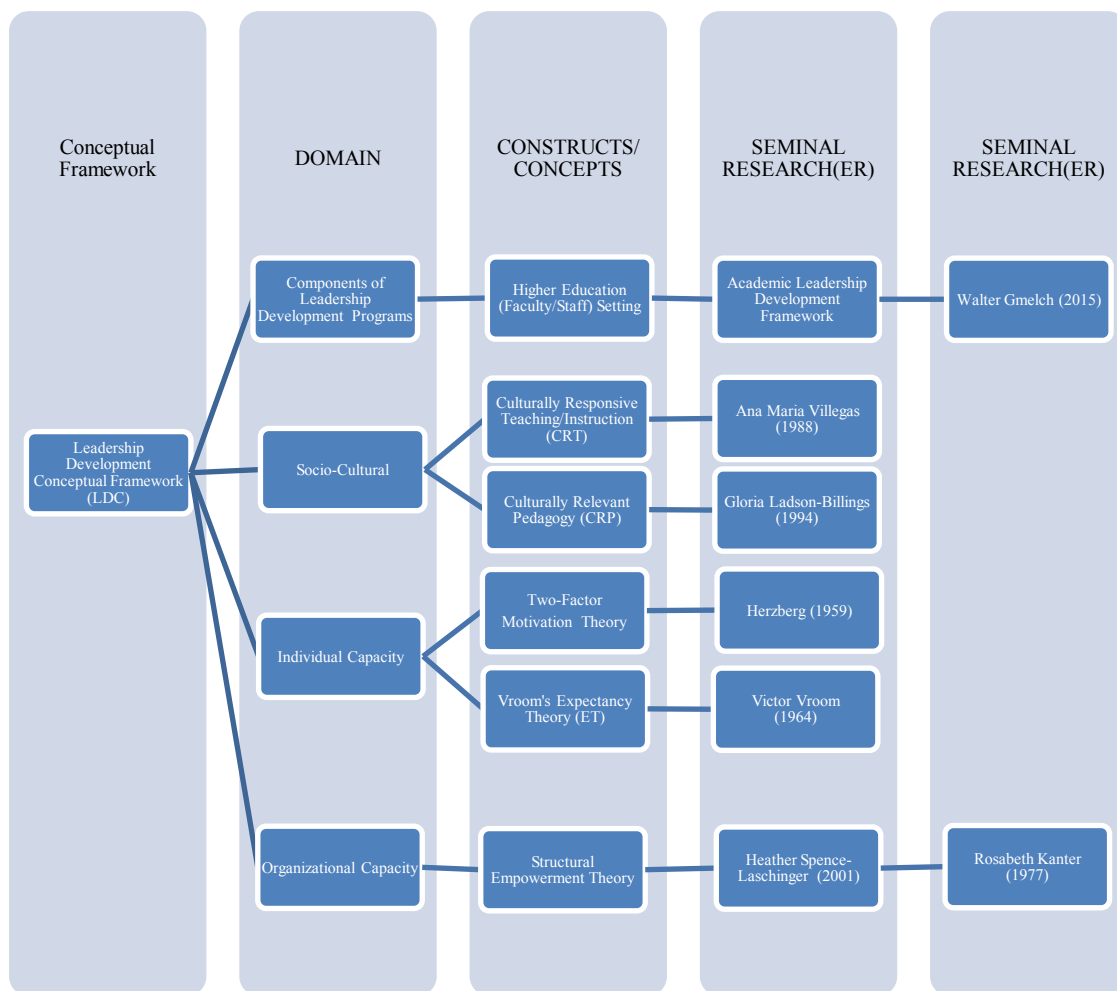 Conceptual
Framework
DOMAIN
CONSTRUCTS/
CONCEPTS
SEMINAL
RESEARCH(ER)
SEMINAL
RESEARCH(ER)
Leadership
Development
Conceptual Framework
(LDC)
Components of
Leadership
Development Programs
Higher Education
(Faculty/Staff) Setting
Academic Leadership
Development
Framework
Walter Gmelch (2015)
Socio-Cultural
Culturally Responsive
Teaching/Instruction
(CRT)
Ana Maria Villegas
(1988)
Culturally Relevant
Pedagogy (CRP)
Gloria Ladson-Billings
(1994)
Individual Capacity
Two-Factor
Motivation Theory
Herzberg (1959)
Vroom's Expectancy
Theory (ET)
Victor Vroom
(1964)
Organizational Capacity
Structural
Empowerment Theory
Heather Spence-
Laschinger (2001)
Rosabeth Kanter
(1977)